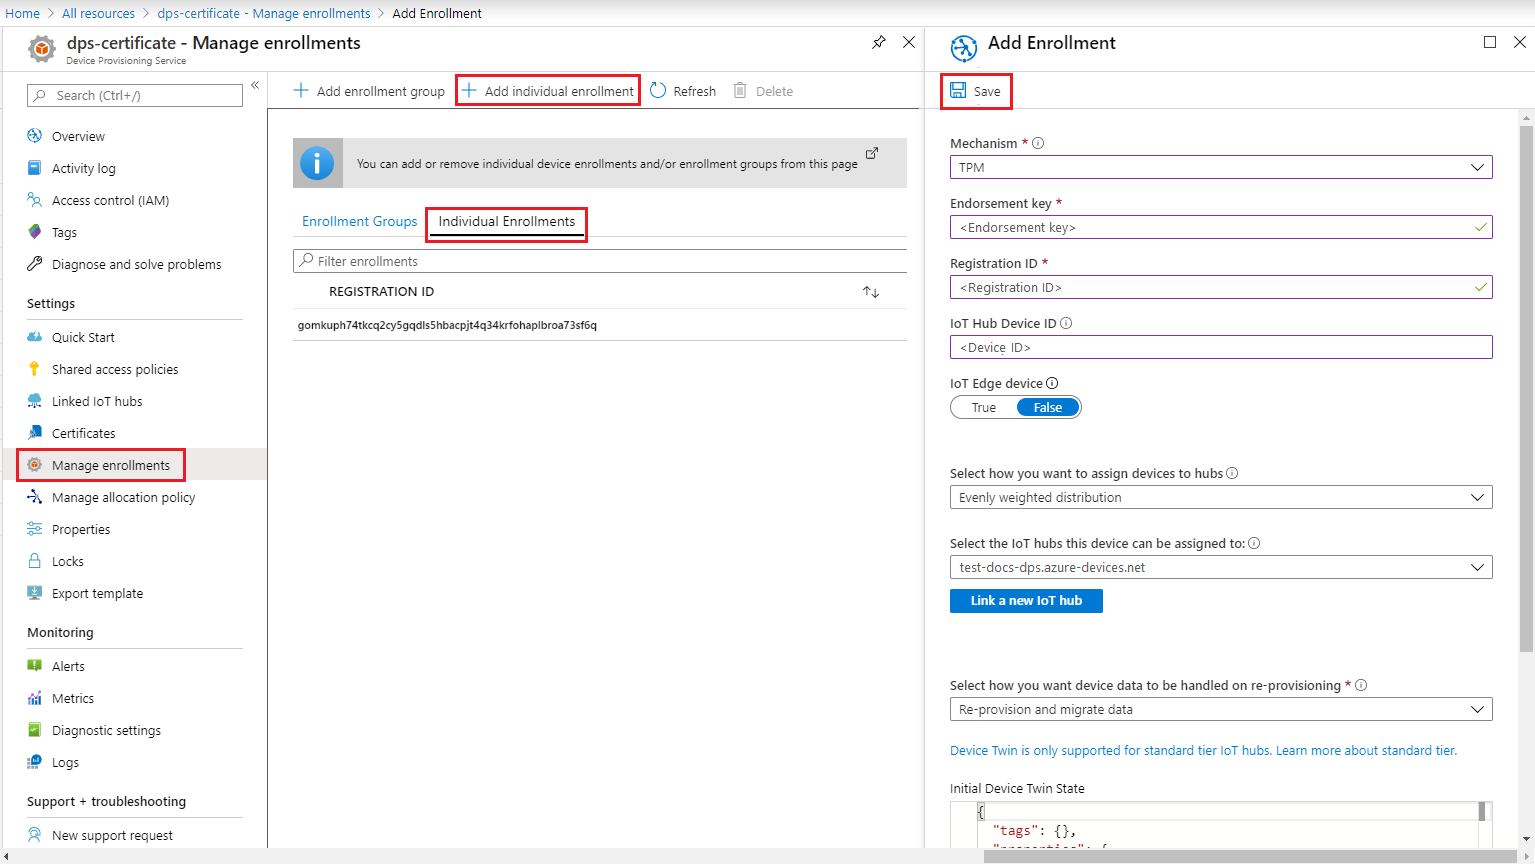 Home > All resources > dps-certificate - Manage enrollments > Add Enrollment
dps-certificate - Manage enrollments
Device Provisioning Service
Search (Ctrl+/)
Overview
Activity log
Access control (IAM)
Tags
Diagnose and solve problems
Settings
Quick Start
Shared access policies
Linked IoT hubs
Certificates
Manage enrollments
Manage allocation policy
Properties
Locks
Export template
Monitoring
Alerts
Metrics
Diagnostic settings
Logs
Support + troubleshooting
New support request
Add enrollment group
Add individual enrollment
Refresh
Delete
You can add or remove individual device enrollments and/or enrollment groups from this page
Enrollment Groups
Individual Enrollments
Filter enrollments
REGISTRATION ID
gomkuph74tkcq2cy5gqdls5hbacpjt4q34krfohaplbroa73sf6q
Add Enrollment
Save
Mechanism *
TPM
Endorsement key *
<Endorsement key>
Registration ID *
<Registration ID>
IoT Hub Device ID
<Device ID>
IoT Edge device
True False
Select how you want to assign devices to hubs
Evenly weighted distribution
Select the IoT hubs this device can be assigned to:
test-docs-dps.azure-devices.net
Link a new IoT hub
Select how you want device data to be handled on re-provisioning *
Re-provision and migrate data
Device Twin is only supported for standard tier IoT hubs. Learn more about standard tier.
Initial Device Twin State
{
"tags": {},
"properties": {